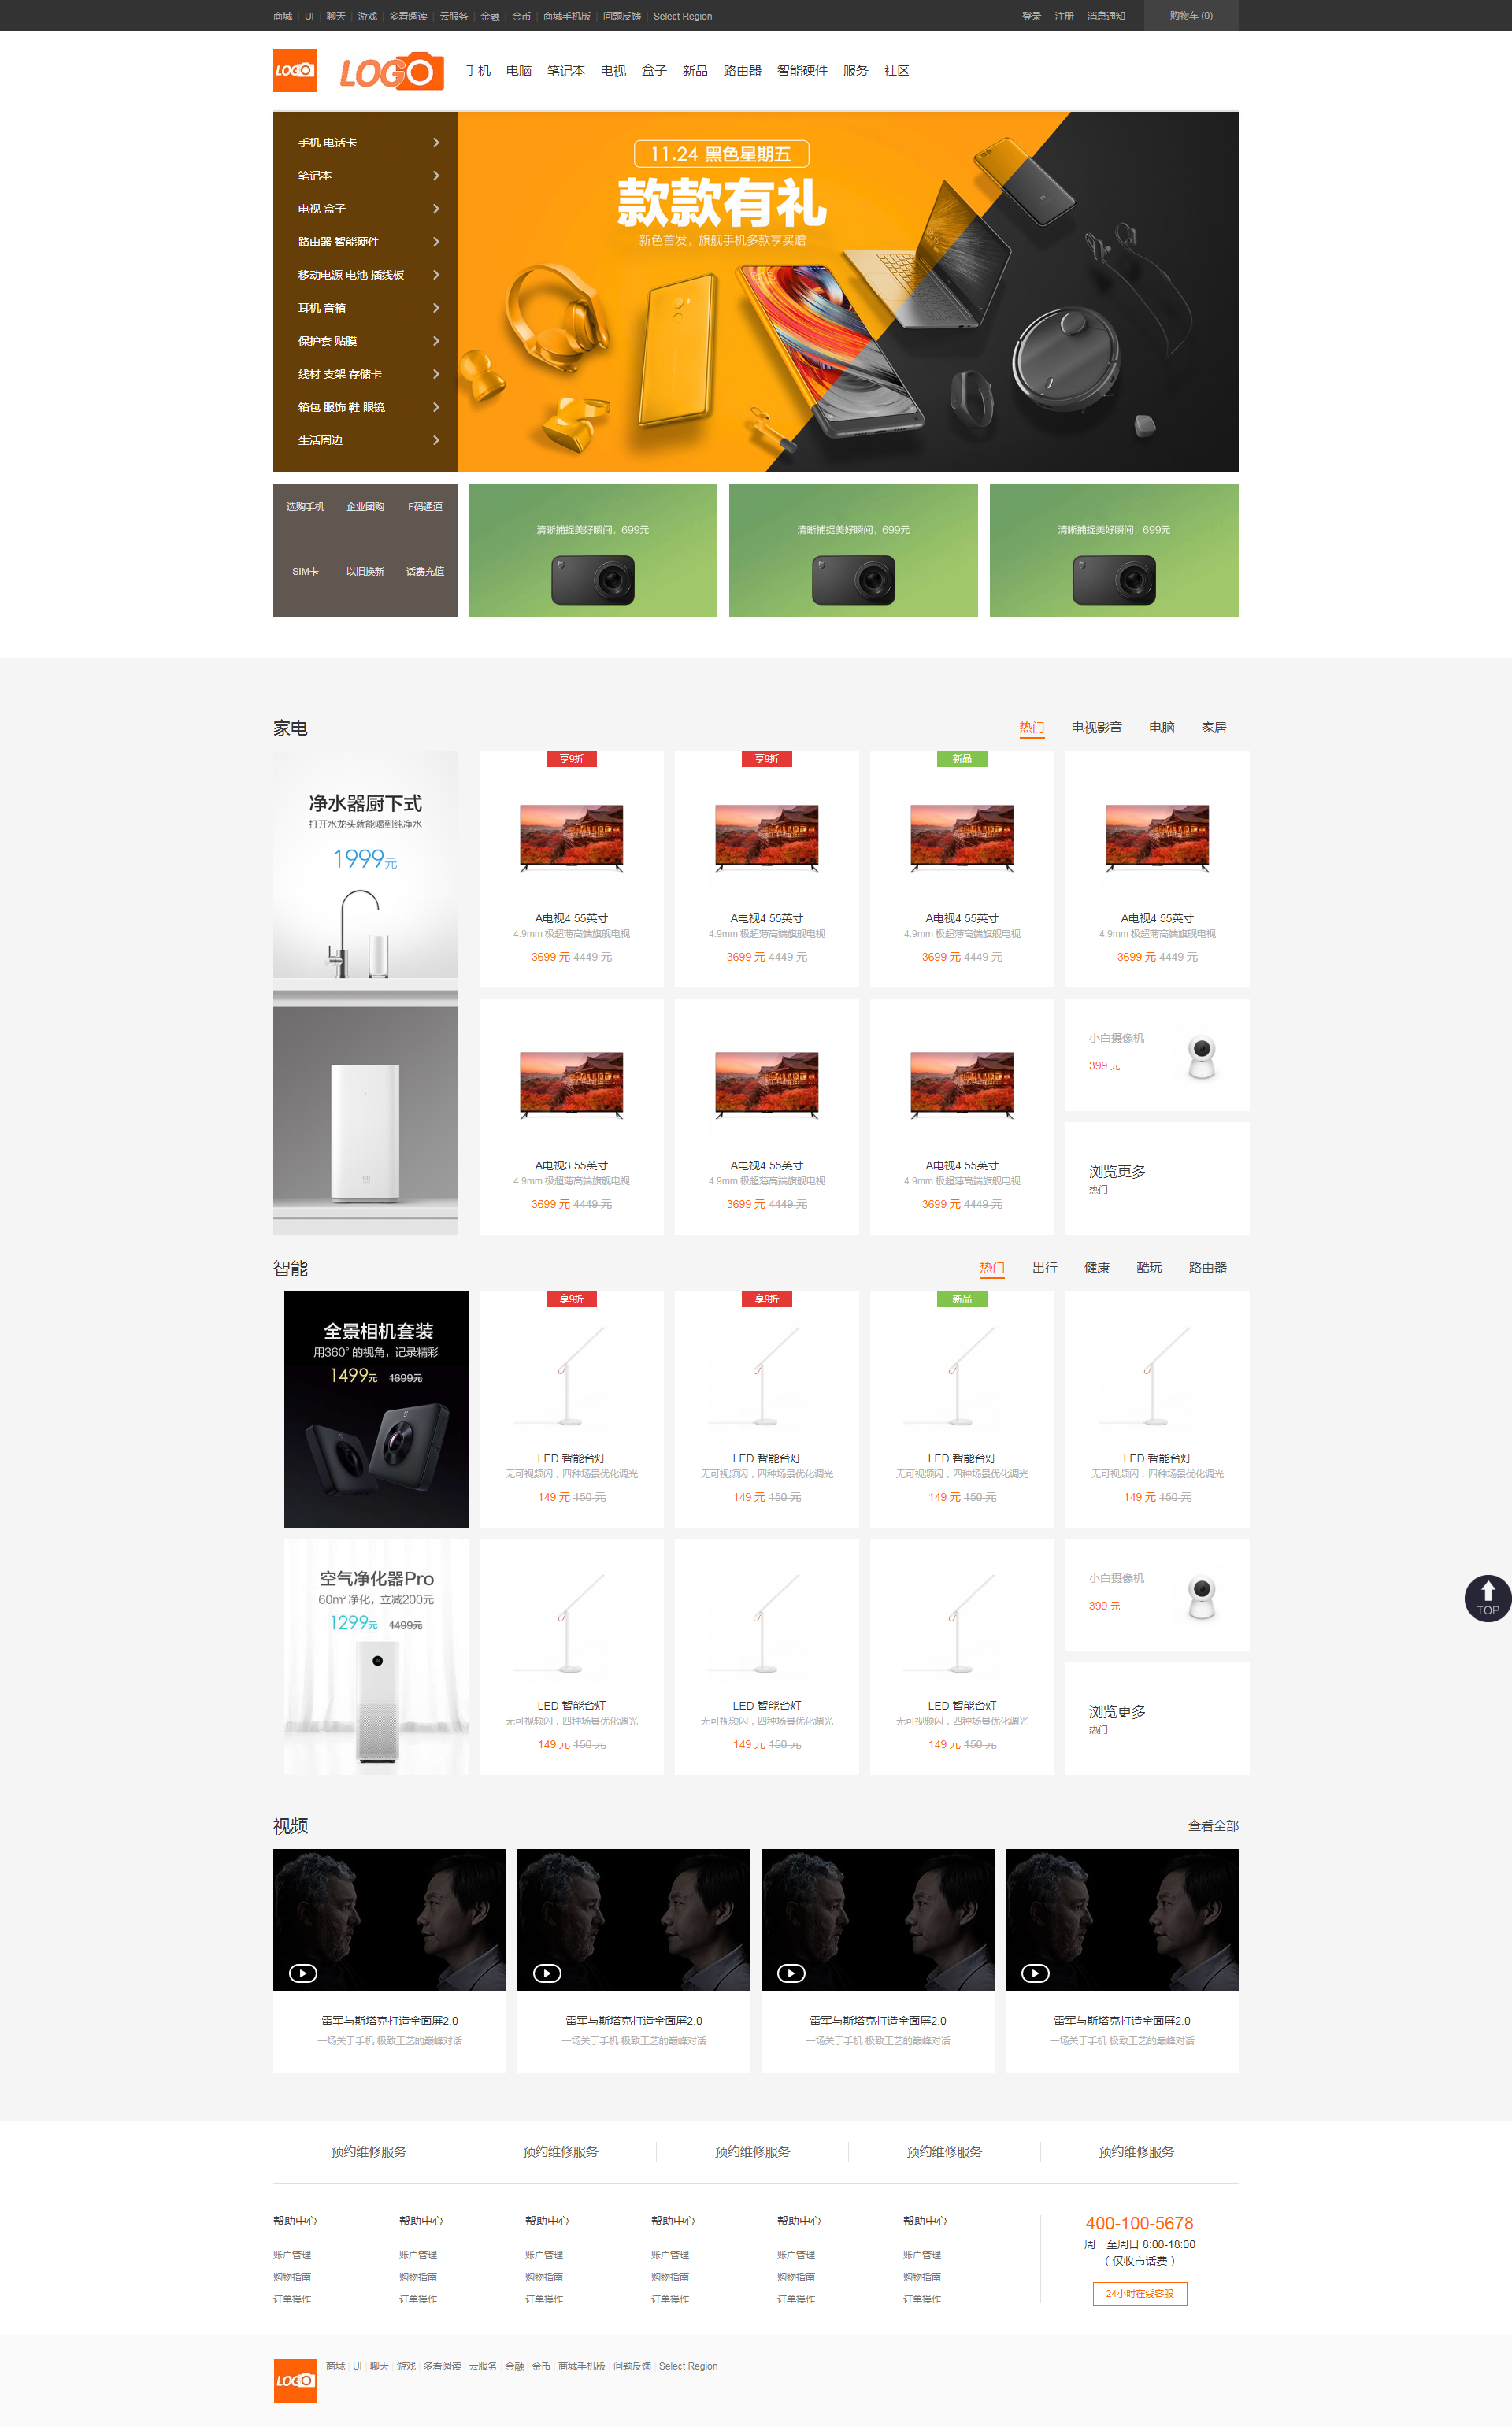 商城 | UI | 聊天 | 游戏 | 多看阅读 | 云服务 | 金融 | 金币 | 商城手机版 | 问题反馈 | Select Region
登录 注册 消息通知 购物车 (0)
LOGO LOGO 手机 电脑 笔记本 电视 盒子 新品 路由器 智能硬件 服务 社区
手机 电话卡
笔记本
电视 盒子
路由器 智能硬件
移动电源 电池 插线板
耳机 音箱
保护套 贴膜
线材 支架 存储卡
箱包 服饰 鞋 眼镜
生活周边
11.24 黑色星期五
款款有礼
新色首发，旗舰手机多款享买赠
选购手机 企业团购 F码通道
SIM卡 以旧换新 话费充值
清晰捕捉美好瞬间，699元
清晰捕捉美好瞬间，699元
清晰捕捉美好瞬间，699元
家电
热门 电视影音 电脑 家居
净水器厨下式
打开水龙头就能喝到纯净水
1999元
享9折 享9折 新品
A电视4 55英寸 A电视4 55英寸 A电视4 55英寸 A电视4 55英寸
4.9mm 极超薄高端旗舰电视 4.9mm 极超薄高端旗舰电视 4.9mm 极超薄高端旗舰电视 4.9mm 极超薄高端旗舰电视
3699 元 4449 元 3699 元 4449 元 3699 元 4449 元 3699 元 4449 元
A电视3 55英寸 A电视4 55英寸 A电视4 55英寸
4.9mm 极超薄高端旗舰电视 4.9mm 极超薄高端旗舰电视 4.9mm 极超薄高端旗舰电视
3699 元 4449 元 3699 元 4449 元 3699 元 4449 元
小白摄像机
399 元
浏览更多
热门
智能
热门 出行 健康 酷玩 路由器
全景相机套装
用360°的视角，记录精彩
1499元 1699元
享9折 享9折 新品
LED 智能台灯 LED 智能台灯 LED 智能台灯 LED 智能台灯
无可视频闪，四种场景优化调光 无可视频闪，四种场景优化调光 无可视频闪，四种场景优化调光 无可视频闪，四种场景优化调光
149 元 150 元 149 元 150 元 149 元 150 元 149 元 150 元
空气净化器Pro
60m²净化，立减200元
1299元 1499元
LED 智能台灯 LED 智能台灯 LED 智能台灯
无可视频闪，四种场景优化调光 无可视频闪，四种场景优化调光 无可视频闪，四种场景优化调光
149 元 150 元 149 元 150 元 149 元 150 元
小白摄像机
399 元
浏览更多
热门
TOP
视频 查看全部
雷军与斯塔克打造全面屏2.0 雷军与斯塔克打造全面屏2.0 雷军与斯塔克打造全面屏2.0 雷军与斯塔克打造全面屏2.0
一场关于手机 极致工艺的巅峰对话 一场关于手机 极致工艺的巅峰对话 一场关于手机 极致工艺的巅峰对话 一场关于手机 极致工艺的巅峰对话
预约维修服务 预约维修服务 预约维修服务 预约维修服务 预约维修服务
帮助中心 帮助中心 帮助中心 帮助中心 帮助中心 帮助中心
账户管理 账户管理 账户管理 账户管理 账户管理 账户管理
购物指南 购物指南 购物指南 购物指南 购物指南 购物指南
订单操作 订单操作 订单操作 订单操作 订单操作 订单操作
400-100-5678
周一至周日 8:00-18:00
（仅收市话费）
24小时在线客服
LOGO
商城 | UI | 聊天 | 游戏 | 多看阅读 | 云服务 | 金融 | 金币 | 商城手机版 | 问题反馈 | Select Region